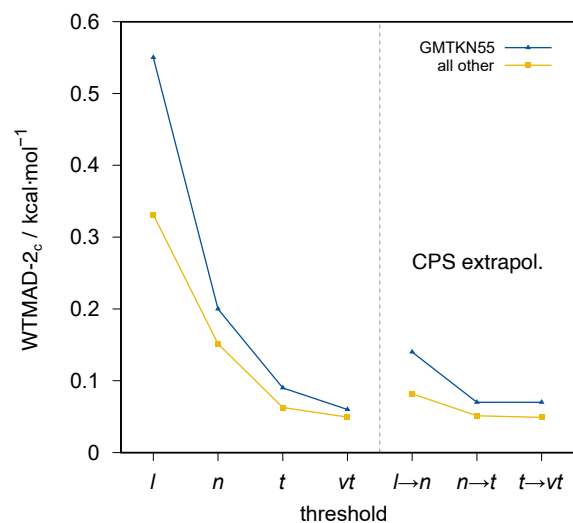 0.6
0.5
0.4
0.3
0.2
0.1
0
WTMAD-2c / kcal·mol⁻¹
GMTKN55
all other
CPS extrapol.
l n t vt l→n n→t t→vt
threshold